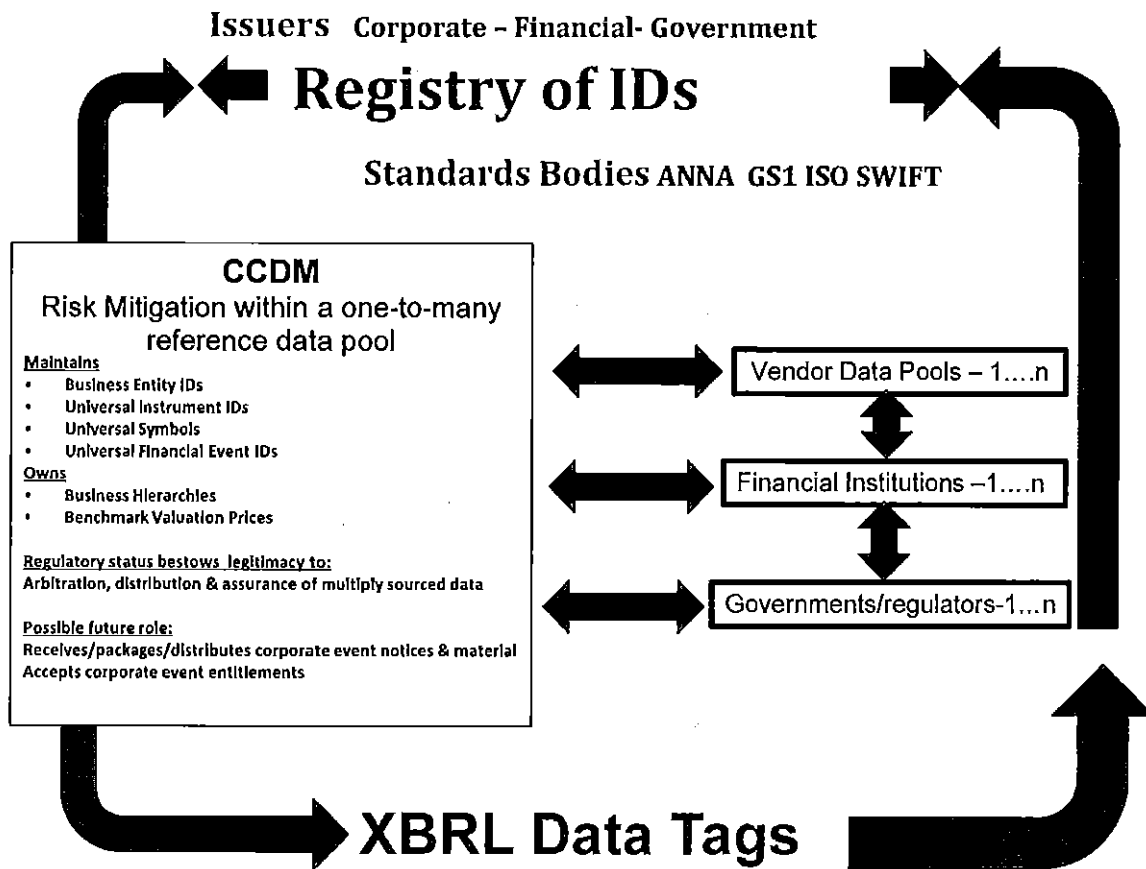 Issuers Corporate – Financial- Government
Registry of IDs
Standards Bodies ANNA GS1 ISO SWIFT
CCDM
Risk Mitigation within a one-to-many
reference data pool
Maintains
• Business Entity IDs
• Universal Instrument IDs
• Universal Symbols
• Universal Financial Event IDs
Owns
• Business Hierarchies
• Benchmark Valuation Prices
Regulatory status bestows legitimacy to:
Arbitration, distribution & assurance of multiply sourced data
Possible future role:
Receives/packages/distributes corporate event notices & material
Accepts corporate event entitlements
Vendor Data Pools – 1....n
Financial Institutions –1....n
Governments/regulators-1...n
XBRL Data Tags